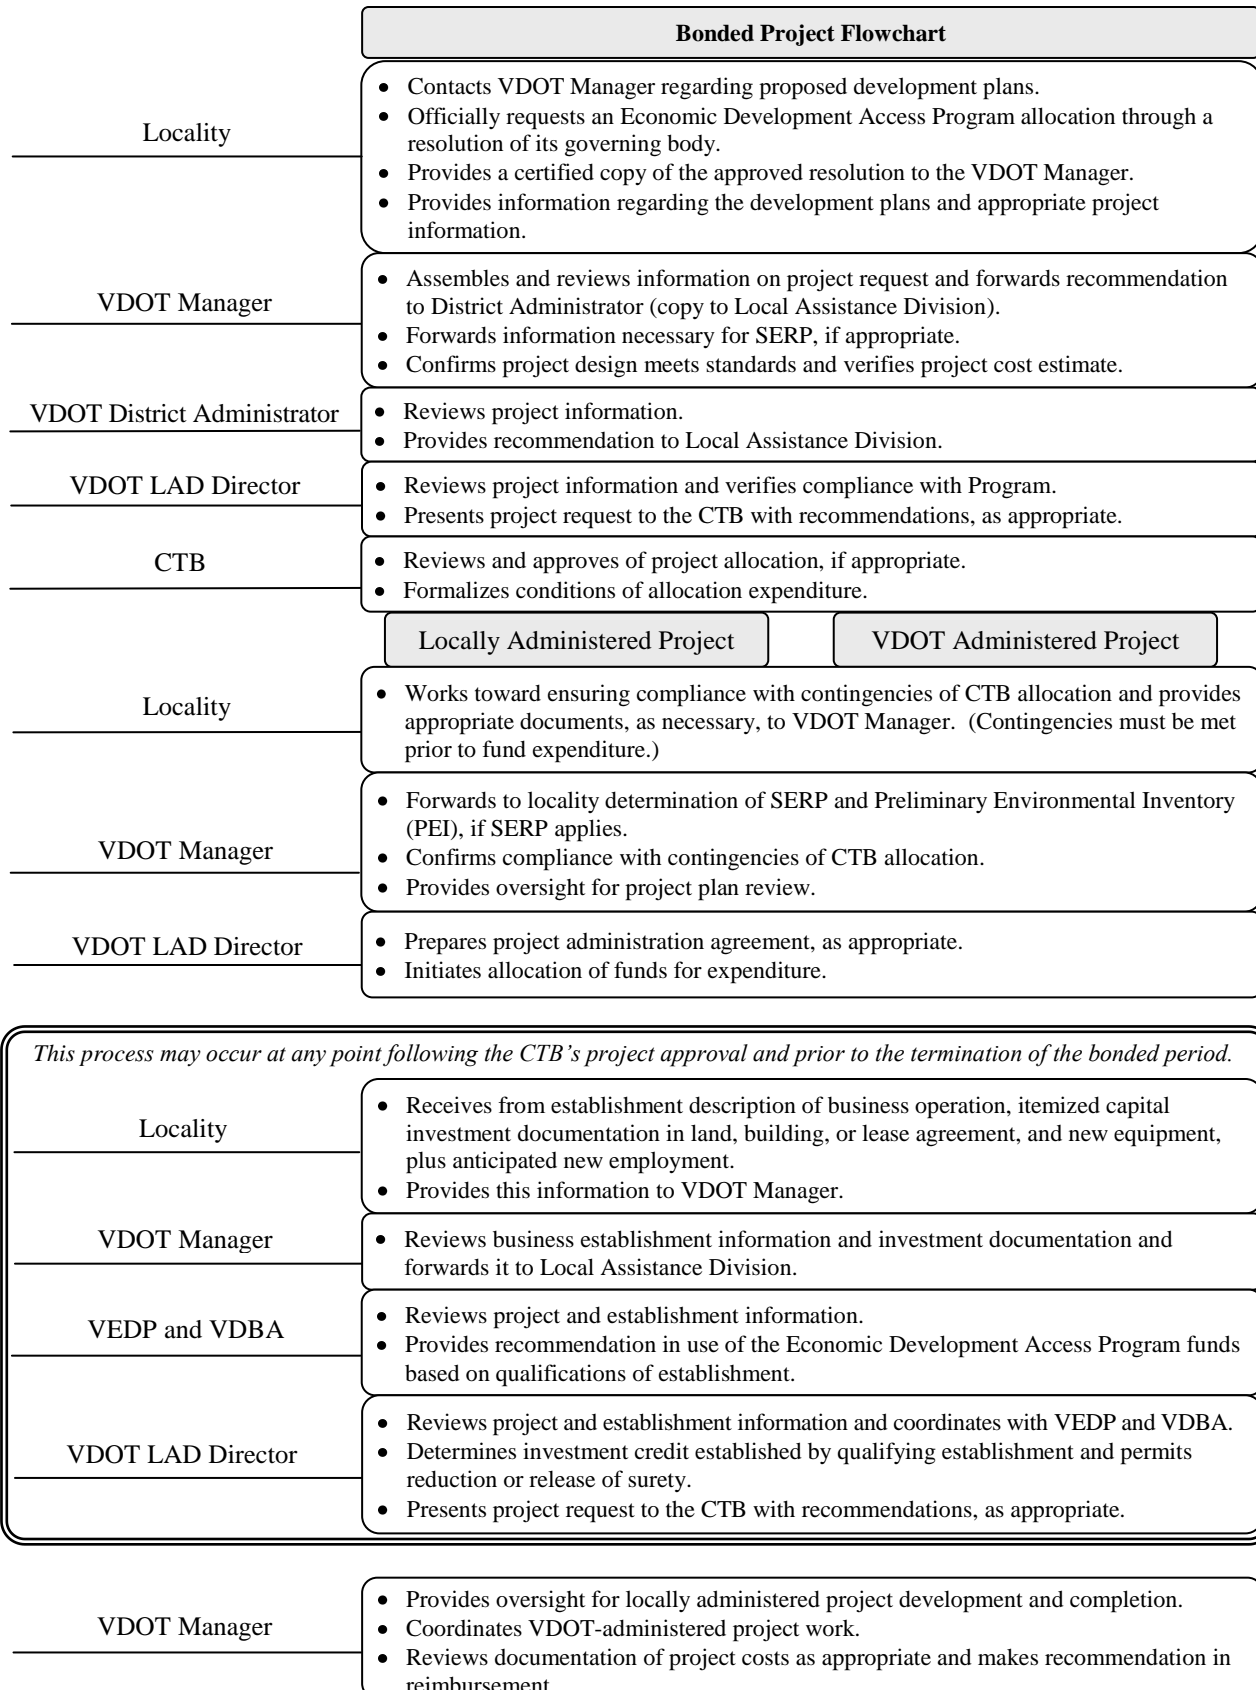 Bonded Project Flowchart
Locality
• Contacts VDOT Manager regarding proposed development plans.
• Officially requests an Economic Development Access Program allocation through a
resolution of its governing body.
• Provides a certified copy of the approved resolution to the VDOT Manager.
• Provides information regarding the development plans and appropriate project
information.
VDOT Manager
• Assembles and reviews information on project request and forwards recommendation
to District Administrator (copy to Local Assistance Division).
• Forwards information necessary for SERP, if appropriate.
• Confirms project design meets standards and verifies project cost estimate.
VDOT District Administrator
• Reviews project information.
• Provides recommendation to Local Assistance Division.
VDOT LAD Director
• Reviews project information and verifies compliance with Program.
• Presents project request to the CTB with recommendations, as appropriate.
CTB
• Reviews and approves of project allocation, if appropriate.
• Formalizes conditions of allocation expenditure.
Locally Administered Project
VDOT Administered Project
Locality
• Works toward ensuring compliance with contingencies of CTB allocation and provides
appropriate documents, as necessary, to VDOT Manager. (Contingencies must be met
prior to fund expenditure.)
VDOT Manager
• Forwards to locality determination of SERP and Preliminary Environmental Inventory
(PEI), if SERP applies.
• Confirms compliance with contingencies of CTB allocation.
• Provides oversight for project plan review.
VDOT LAD Director
• Prepares project administration agreement, as appropriate.
• Initiates allocation of funds for expenditure.
This process may occur at any point following the CTB's project approval and prior to the termination of the bonded period.
Locality
• Receives from establishment description of business operation, itemized capital
investment documentation in land, building, or lease agreement, and new equipment,
plus anticipated new employment.
• Provides this information to VDOT Manager.
VDOT Manager
• Reviews business establishment information and investment documentation and
forwards it to Local Assistance Division.
VEDP and VDBA
• Reviews project and establishment information.
• Provides recommendation in use of the Economic Development Access Program funds
based on qualifications of establishment.
VDOT LAD Director
• Reviews project and establishment information and coordinates with VEDP and VDBA.
• Determines investment credit established by qualifying establishment and permits
reduction or release of surety.
• Presents project request to the CTB with recommendations, as appropriate.
VDOT Manager
• Provides oversight for locally administered project development and completion.
• Coordinates VDOT-administered project work.
• Reviews documentation of project costs as appropriate and makes recommendation in
reimbursement